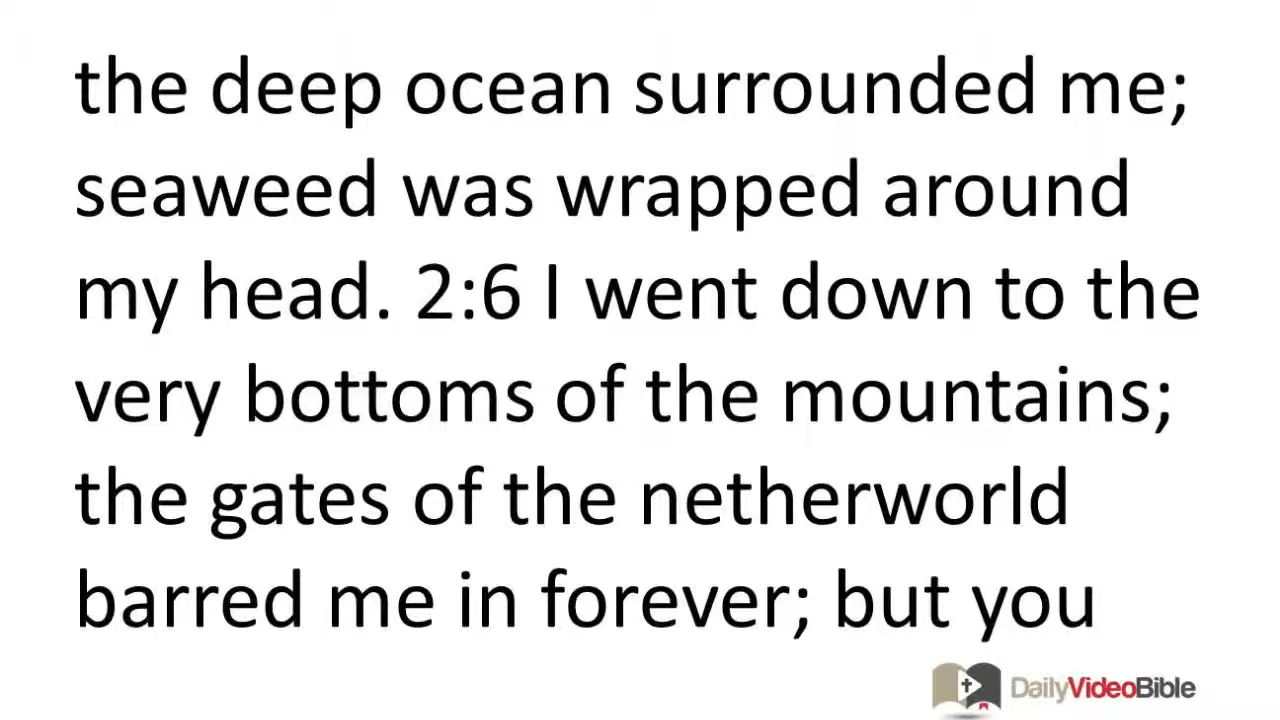 the deep ocean surrounded me;
seaweed was wrapped around
my head. 2:6 I went down to the
very bottoms of the mountains;
the gates of the netherworld
barred me in forever; but you
DailyVideoBible